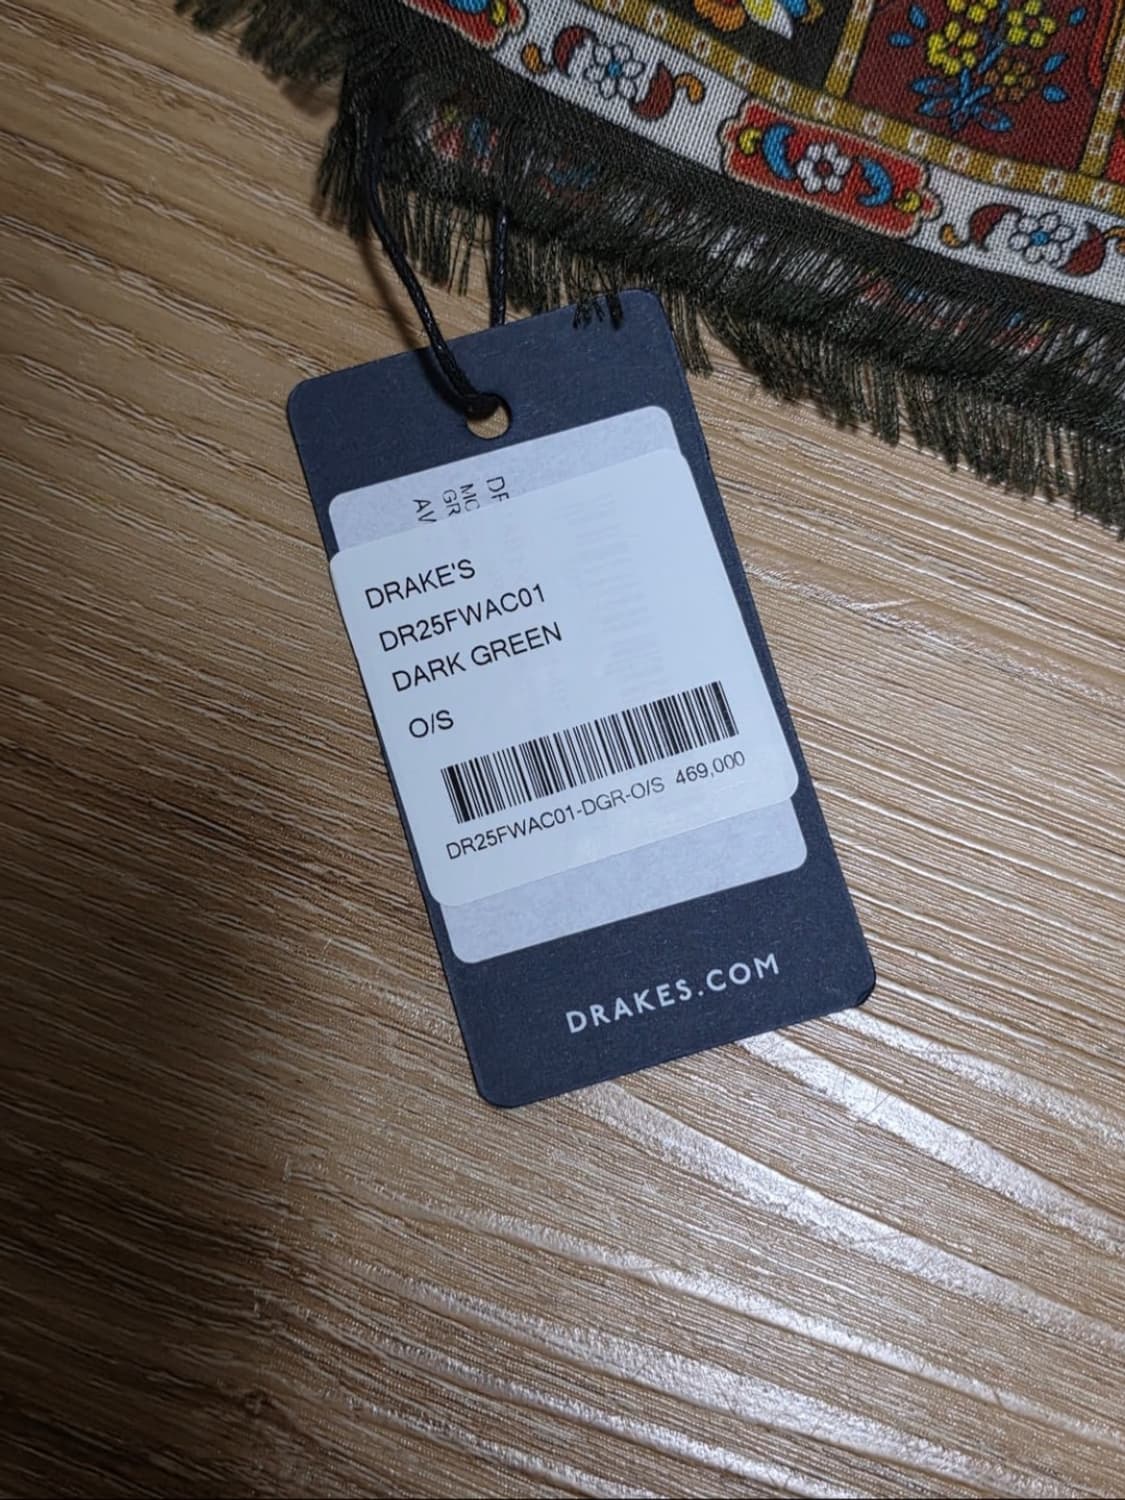 DRAKE'S
DR25FWAC01
DARK GREEN
O/S
DR25FWAC01-DGR-O/S 469,000
DRAKES.COM